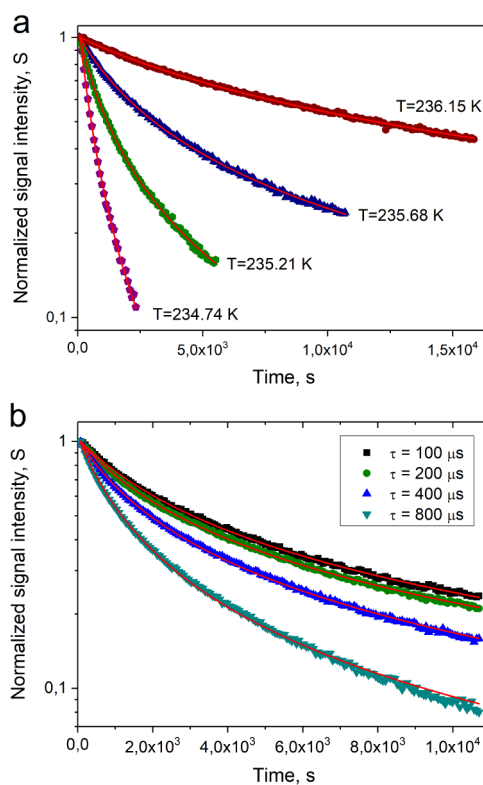 a
Normalized signal intensity, S
1
0,1
T=236.15 K
T=235.68 K
T=235.21 K
T=234.74 K
0,0 5,0x10³ 1,0x10⁴ 1,5x10⁴
Time, s
b
Normalized signal intensity, S
1
0,1
τ = 100 μs
τ = 200 μs
τ = 400 μs
τ = 800 μs
0,0 2,0x10³ 4,0x10³ 6,0x10³ 8,0x10³ 1,0x10⁴
Time, s